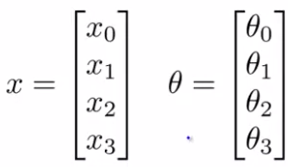 x = [x₀ x₁ x₂ x₃] θ = [θ₀ θ₁ θ₂ θ₃]